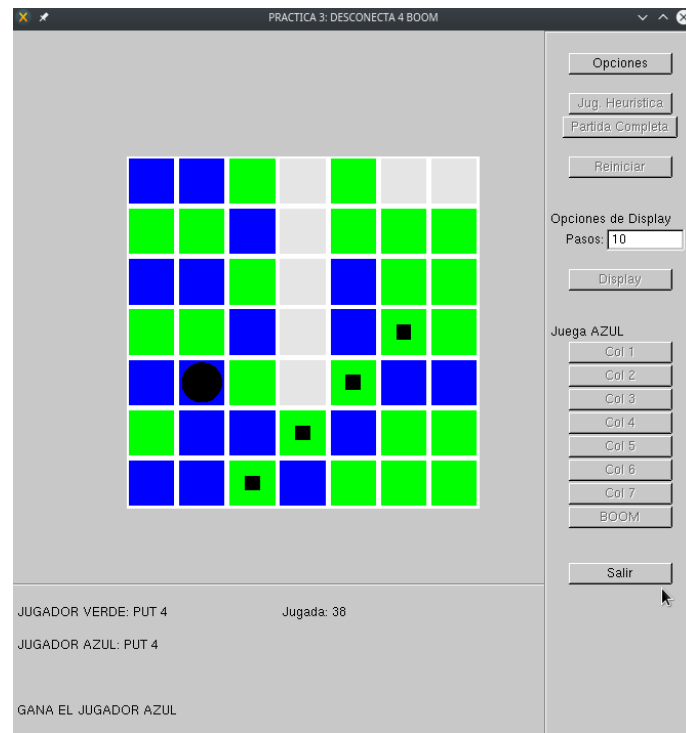 PRACTICA 3: DESCONECTA 4 BOOM
Opciones
Jug. Heuristica
Partida Completa
Reiniciar
Opciones de Display
Pasos: 10
Display
Juega AZUL
Col 1
Col 2
Col 3
Col 4
Col 5
Col 6
Col 7
BOOM
Salir
JUGADOR VERDE: PUT 4 Jugada: 38
JUGADOR AZUL: PUT 4
GANA EL JUGADOR AZUL